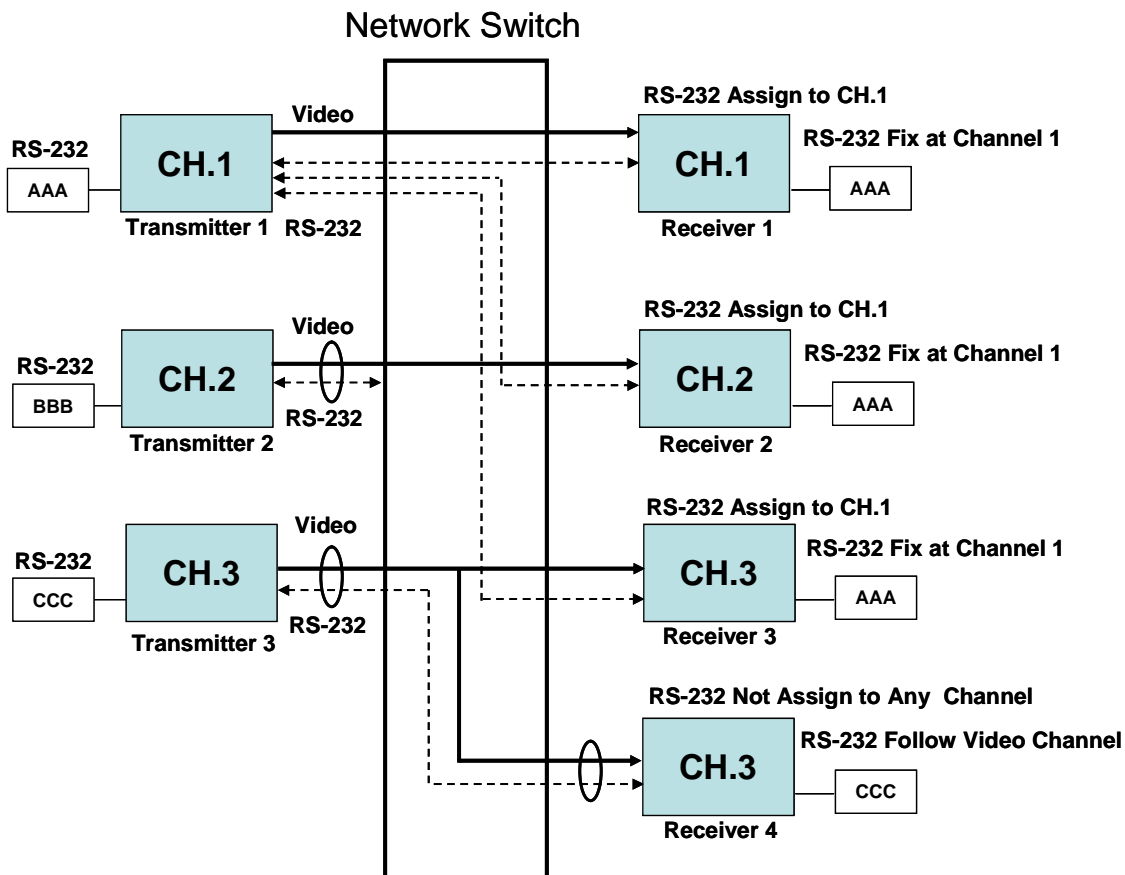 Network Switch
RS-232 Assign to CH.1
Video
RS-232 Fix at Channel 1
RS-232
CH.1
CH.1
AAA
AAA
Transmitter 1
RS-232
Receiver 1
RS-232 Assign to CH.1
Video
RS-232 Fix at Channel 1
RS-232
CH.2
CH.2
BBB
AAA
RS-232
Transmitter 2
Receiver 2
RS-232 Assign to CH.1
Video
RS-232 Fix at Channel 1
RS-232
CH.3
CH.3
CCC
AAA
RS-232
Transmitter 3
Receiver 3
RS-232 Not Assign to Any Channel
RS-232 Follow Video Channel
CH.3
CCC
Receiver 4